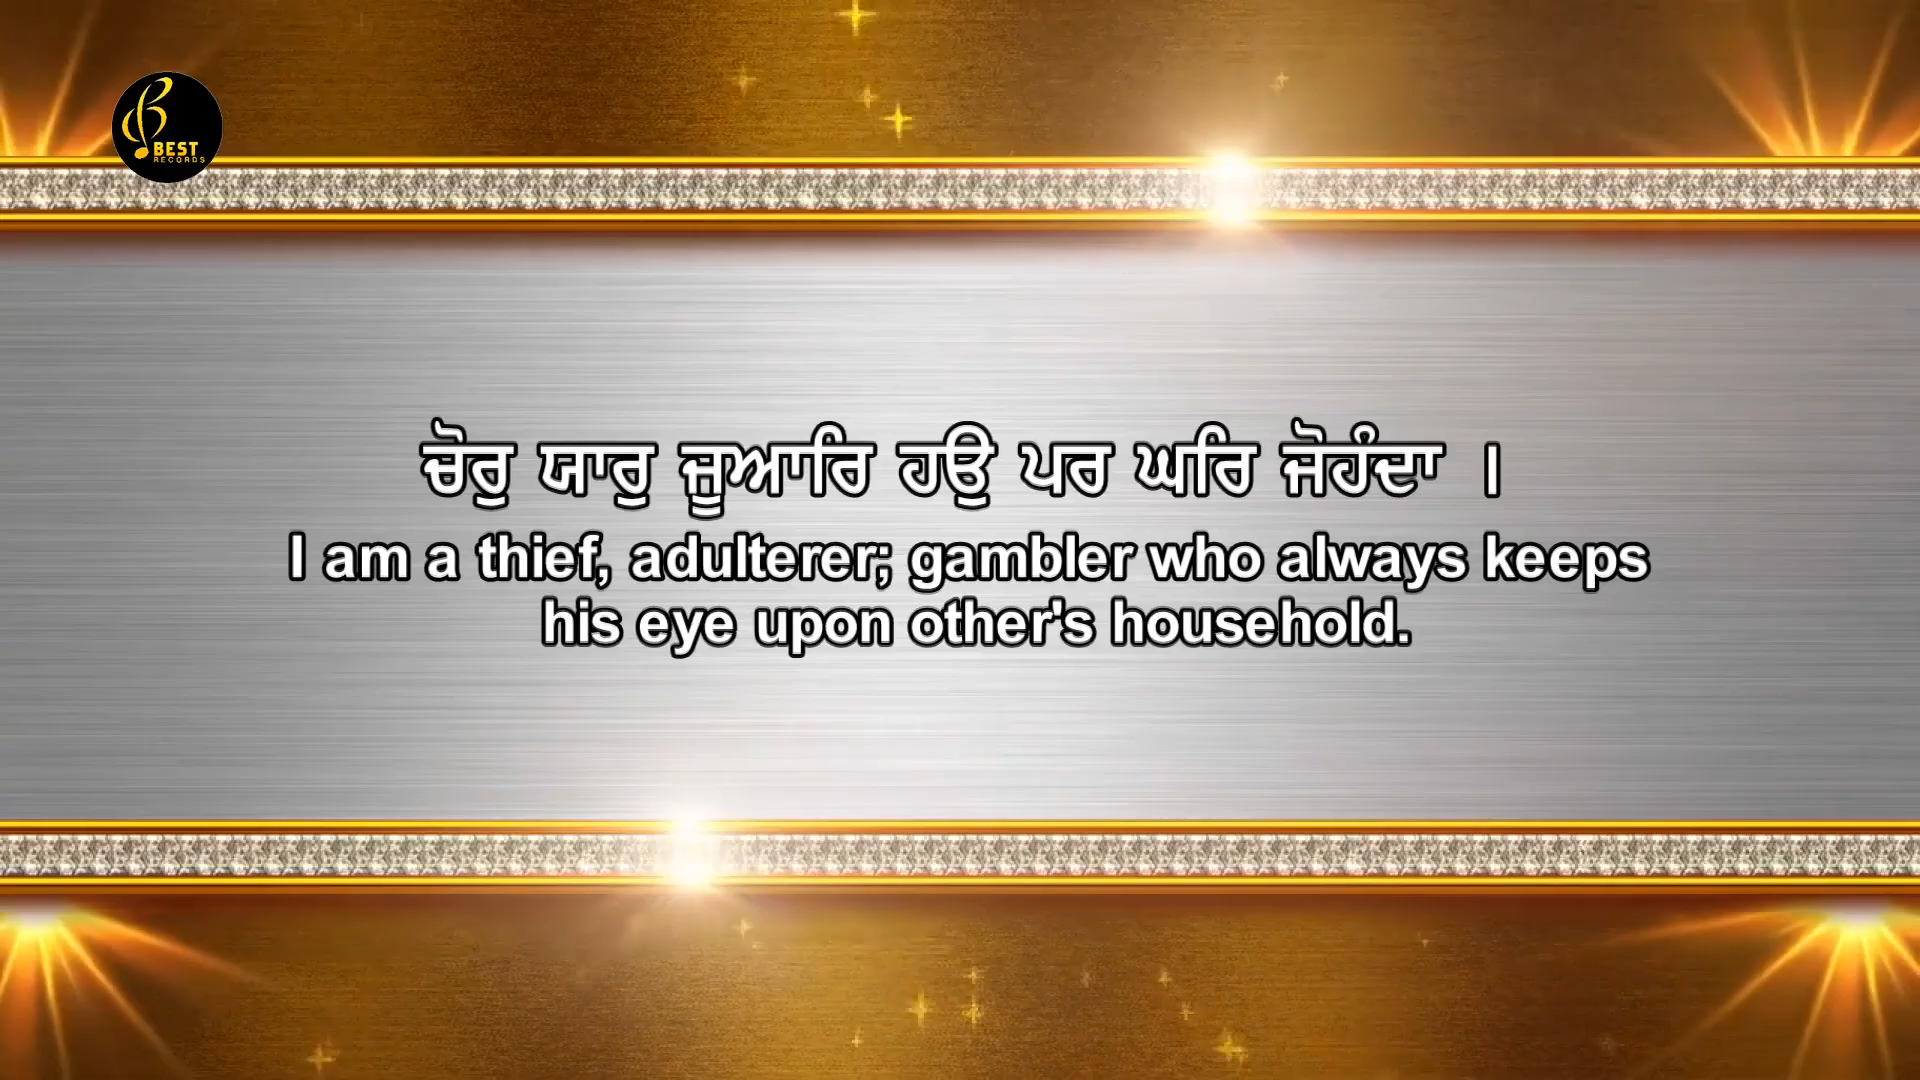 BEST
RECORDS
ਚੋਰੁ ਯਾਰੁ ਜੂਆਰਿ ਹਉ ਪਰ ਘਰਿ ਜੋਹੰਦਾ ।
I am a thief, adulterer; gambler who always keeps
his eye upon other's household.